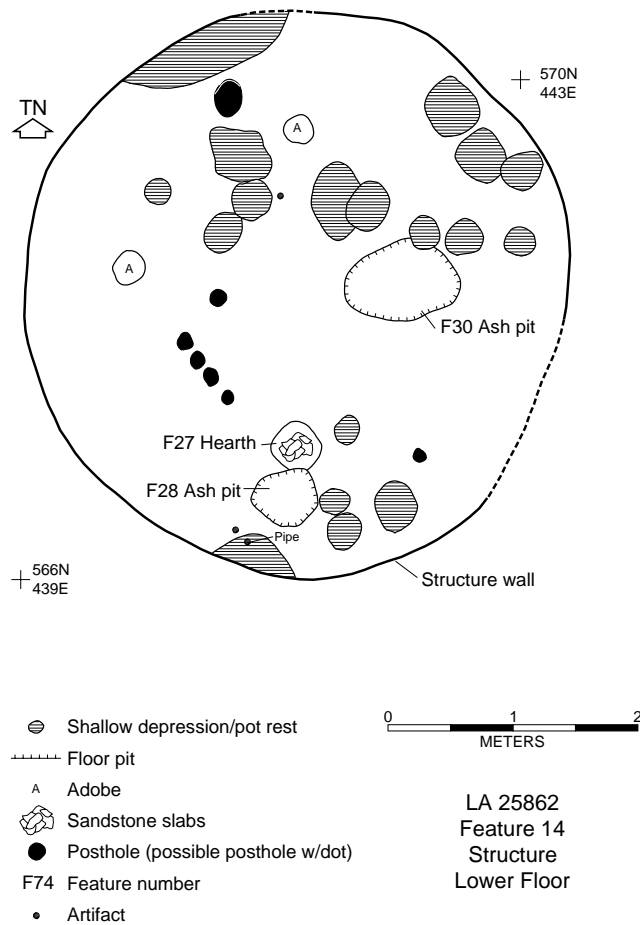 570N
443E
TN
A
A
F30 Ash pit
F27 Hearth
F28 Ash pit
Pipe
566N
439E
Structure wall
Shallow depression/pot rest
Floor pit
A Adobe
Sandstone slabs
Posthole (possible posthole w/dot)
F74 Feature number
Artifact
0 1 2
METERS
LA 25862
Feature 14
Structure
Lower Floor